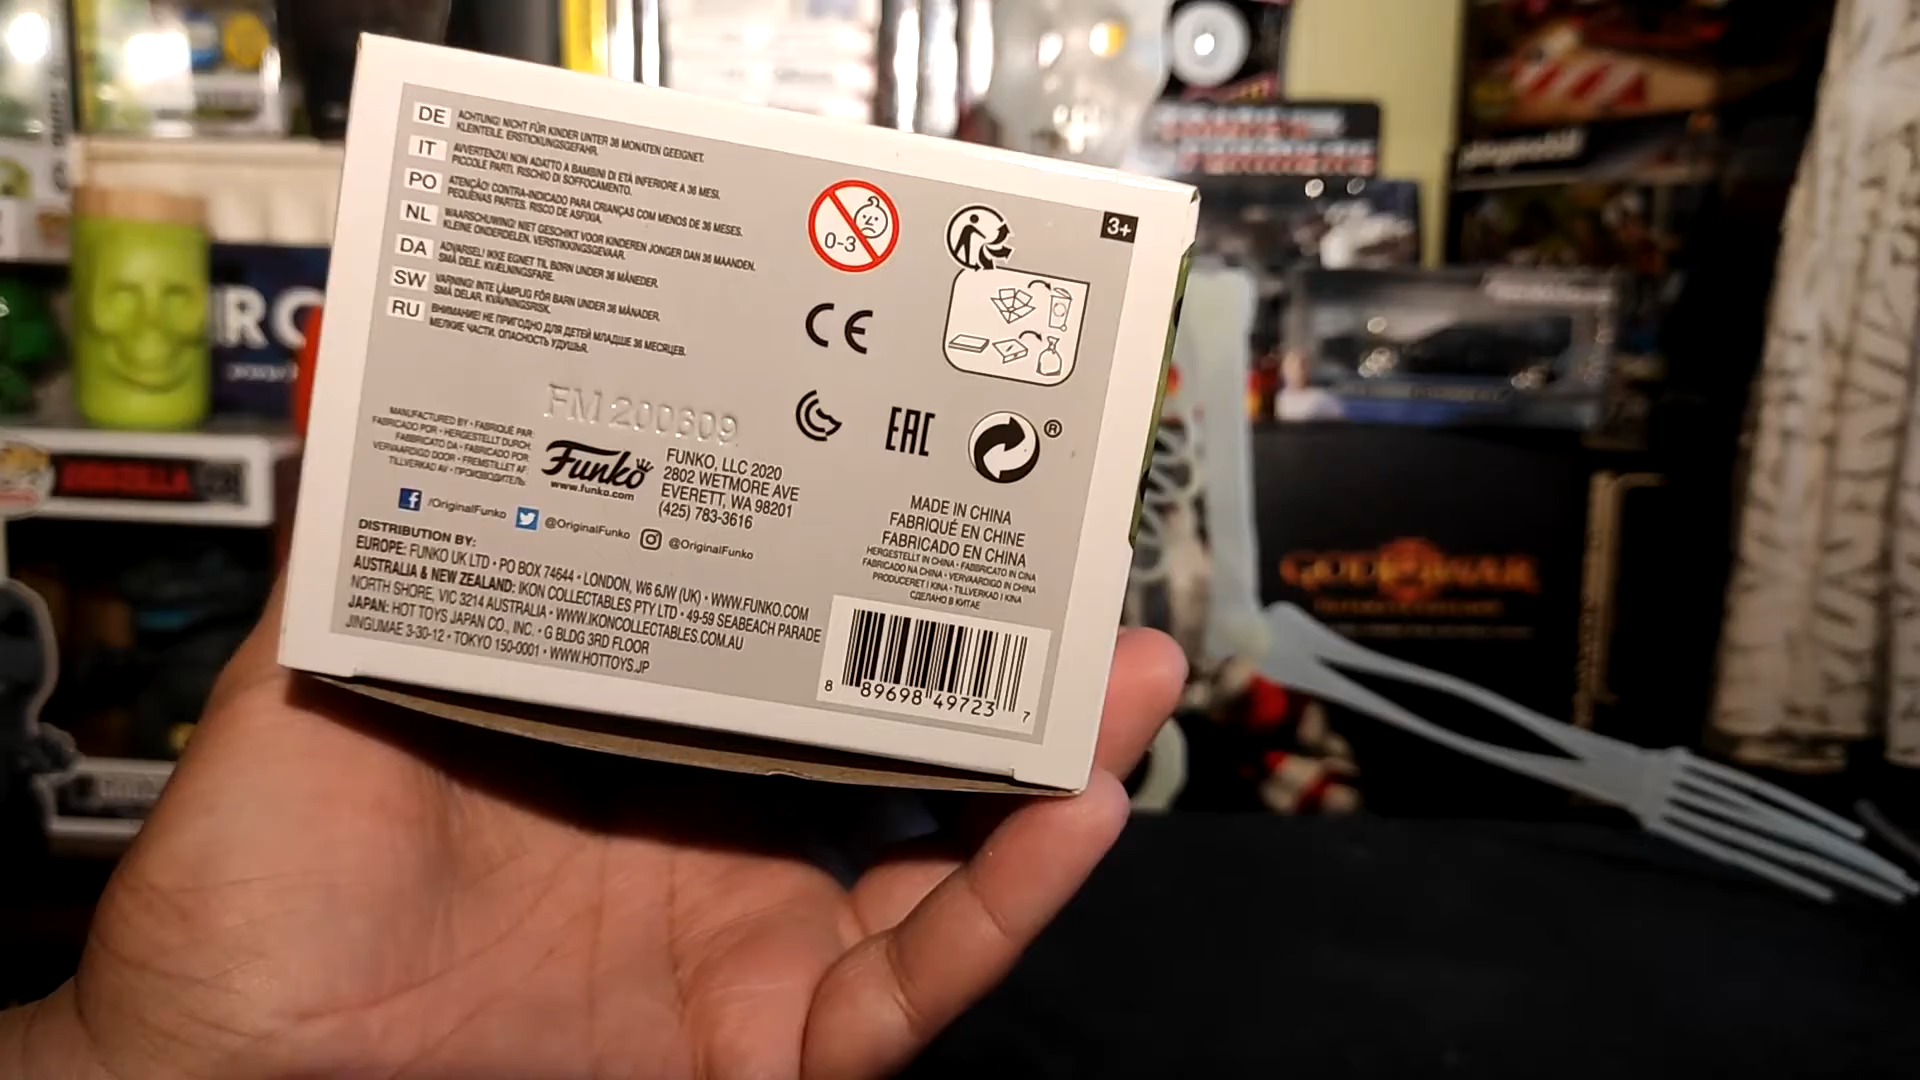 DE ACHTUNG! NICHT FÜR KINDER UNTER 36 MONATEN GEEIGNET.
KLEINTEILE. ERSTICKUNGSGEFAHR.
IT AVVERTENZA! NON ADATTO A BAMBINI DI ETÀ INFERIORE A 36 MESI.
PICCOLE PARTI. RISCHIO DI SOFFOCAMENTO.
PO ATENÇÃO! CONTRA-INDICADO PARA CRIANÇAS COM MENOS DE 36 MESES.
PEQUENAS PARTES. RISCO DE ASFIXIA.
NL WAARSCHUWING! NIET GESCHIKT VOOR KINDEREN JONGER DAN 36 MAANDEN.
KLEINE ONDERDELEN. VERSTIKKINGSGEVAAR.
DA ADVARSEL! IKKE EGNET TIL BØRN UNDER 36 MÅNEDER.
SMÅ DELE. KVÆLNINGSFARE.
SW VARNING! INTE LÄMPLIG FÖR BARN UNDER 36 MÅNADER.
SMÅ DELAR. KVÄVNINGSRISK.
RU ВНИМАНИЕ! НЕ ПРИГОДНО ДЛЯ ДЕТЕЙ МЛАДШЕ 36 МЕСЯЦЕВ.
МЕЛКИЕ ЧАСТИ. ОПАСНОСТЬ УДУШЬЯ.
0-3
3+
CE
EAC
®
FM 200609
MANUFACTURED BY • FABRIQUÉ PAR
FABRICADO POR • HERGESTELLT DURCH
FABBRICATO DA • FABRICADO POR
VERVAARDIGD DOOR • FREMSTILLET AF
TILLVERKAD AV • ПРОИЗВОДИТЕЛЬ
Funko
www.funko.com
FUNKO, LLC 2020
2802 WETMORE AVE
EVERETT, WA 98201
(425) 783-3616
/OriginalFunko @OriginalFunko @OriginalFunko
DISTRIBUTION BY:
EUROPE: FUNKO UK LTD • PO BOX 74644 • LONDON, W6 6JW (UK) • WWW.FUNKO.COM
AUSTRALIA & NEW ZEALAND: IKON COLLECTABLES PTY LTD • 49-59 SEABEACH PARADE
NORTH SHORE, VIC 3214 AUSTRALIA • WWW.IKONCOLLECTABLES.COM.AU
JAPAN: HOT TOYS JAPAN CO., INC. • G BLDG 3RD FLOOR
JINGUMAE 3-30-12 • TOKYO 150-0001 • WWW.HOTTOYS.JP
MADE IN CHINA
FABRIQUÉ EN CHINE
FABRICADO EN CHINA
HERGESTELLT IN CHINA • FABBRICATO IN CINA
FABRICADO NA CHINA • VERVAARDIGD IN CHINA
PRODUCERET I KINA • TILLVERKAD I KINA
СДЕЛАНО В КИТАЕ
8 89698 49723 7
GOD OF WAR